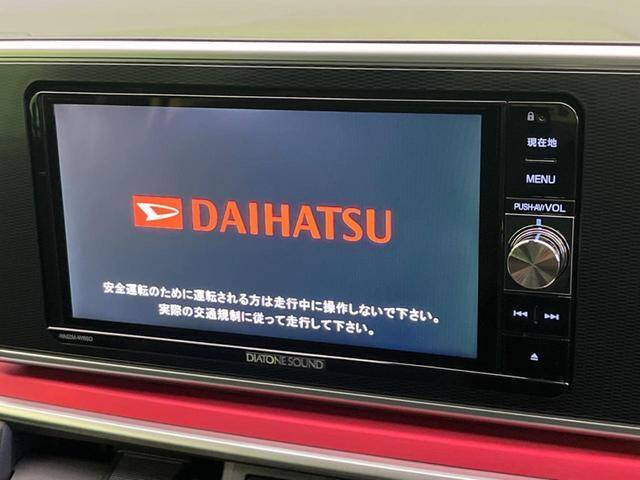 現在地
MENU
PUSH-AV/VOL
DAIHATSU
安全運転のために運転される方は走行中に操作しないで下さい。
実際の交通規制に従って走行して下さい。
DIATONE SOUND